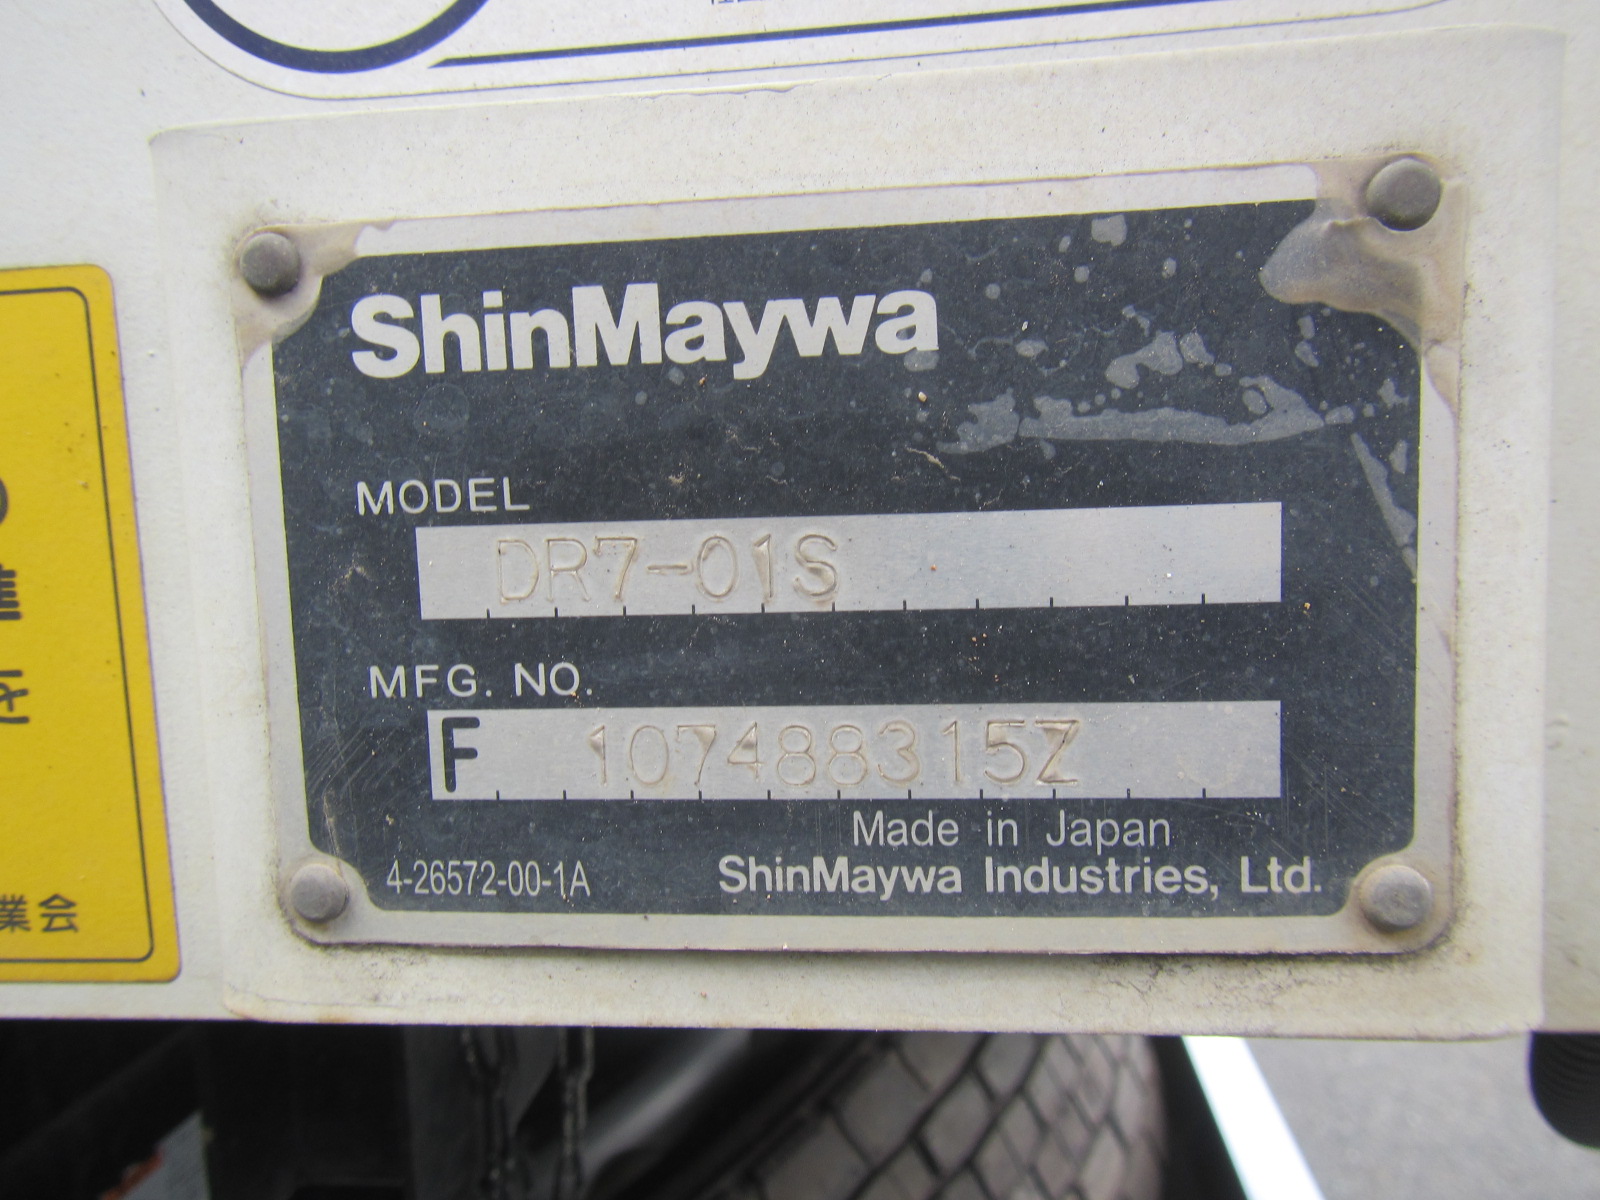 ShinMaywa
MODEL
DR7-01S
MFG. NO.
F 107488315Z
Made in Japan
4-26572-00-1A
ShinMaywa Industries, Ltd.
業会